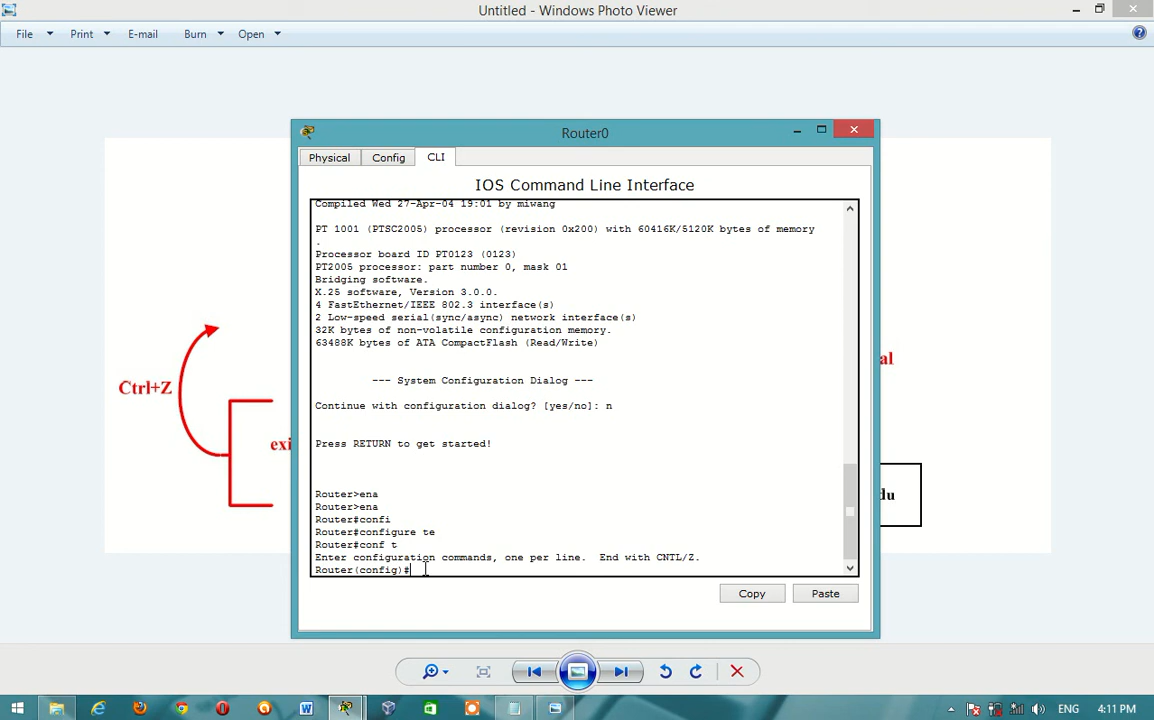 Untitled - Windows Photo Viewer
File Print E-mail Burn Open
Router0
Physical Config CLI
IOS Command Line Interface
Compiled Wed 27-Apr-04 19:01 by miwang
PT 1001 (PTSC2005) processor (revision 0x200) with 60416K/5120K bytes of memory
.
Processor board ID PT0123 (0123)
PT2005 processor: part number 0, mask 01
Bridging software.
X.25 software, Version 3.0.0.
4 FastEthernet/IEEE 802.3 interface(s)
2 Low-speed serial(sync/async) network interface(s)
32K bytes of non-volatile configuration memory.
63488K bytes of ATA CompactFlash (Read/Write)
--- System Configuration Dialog ---
Continue with configuration dialog? [yes/no]: n
Press RETURN to get started!
Router>ena
Router>ena
Router#confi
Router#configure te
Router#conf t
Enter configuration commands, one per line.  End with CNTL/Z.
Router(config)#
Copy Paste
Ctrl+Z
exi
al
du
ENG 4:11 PM